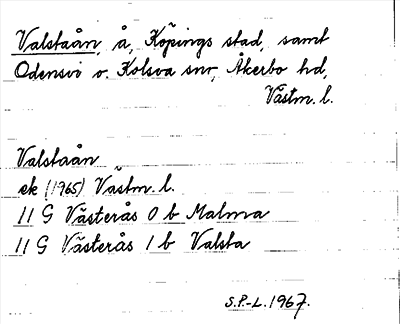 Valstaån, å, Köpings stad, samt
Odensvi o. Kolsva snr, Åkerbo hd,
Västm. l.
Valstaån
ek (1965) Västm. l.
11 G Västerås 0 b Malma
11 G Västerås 1 b Valsta
S.P.-L. 1967.